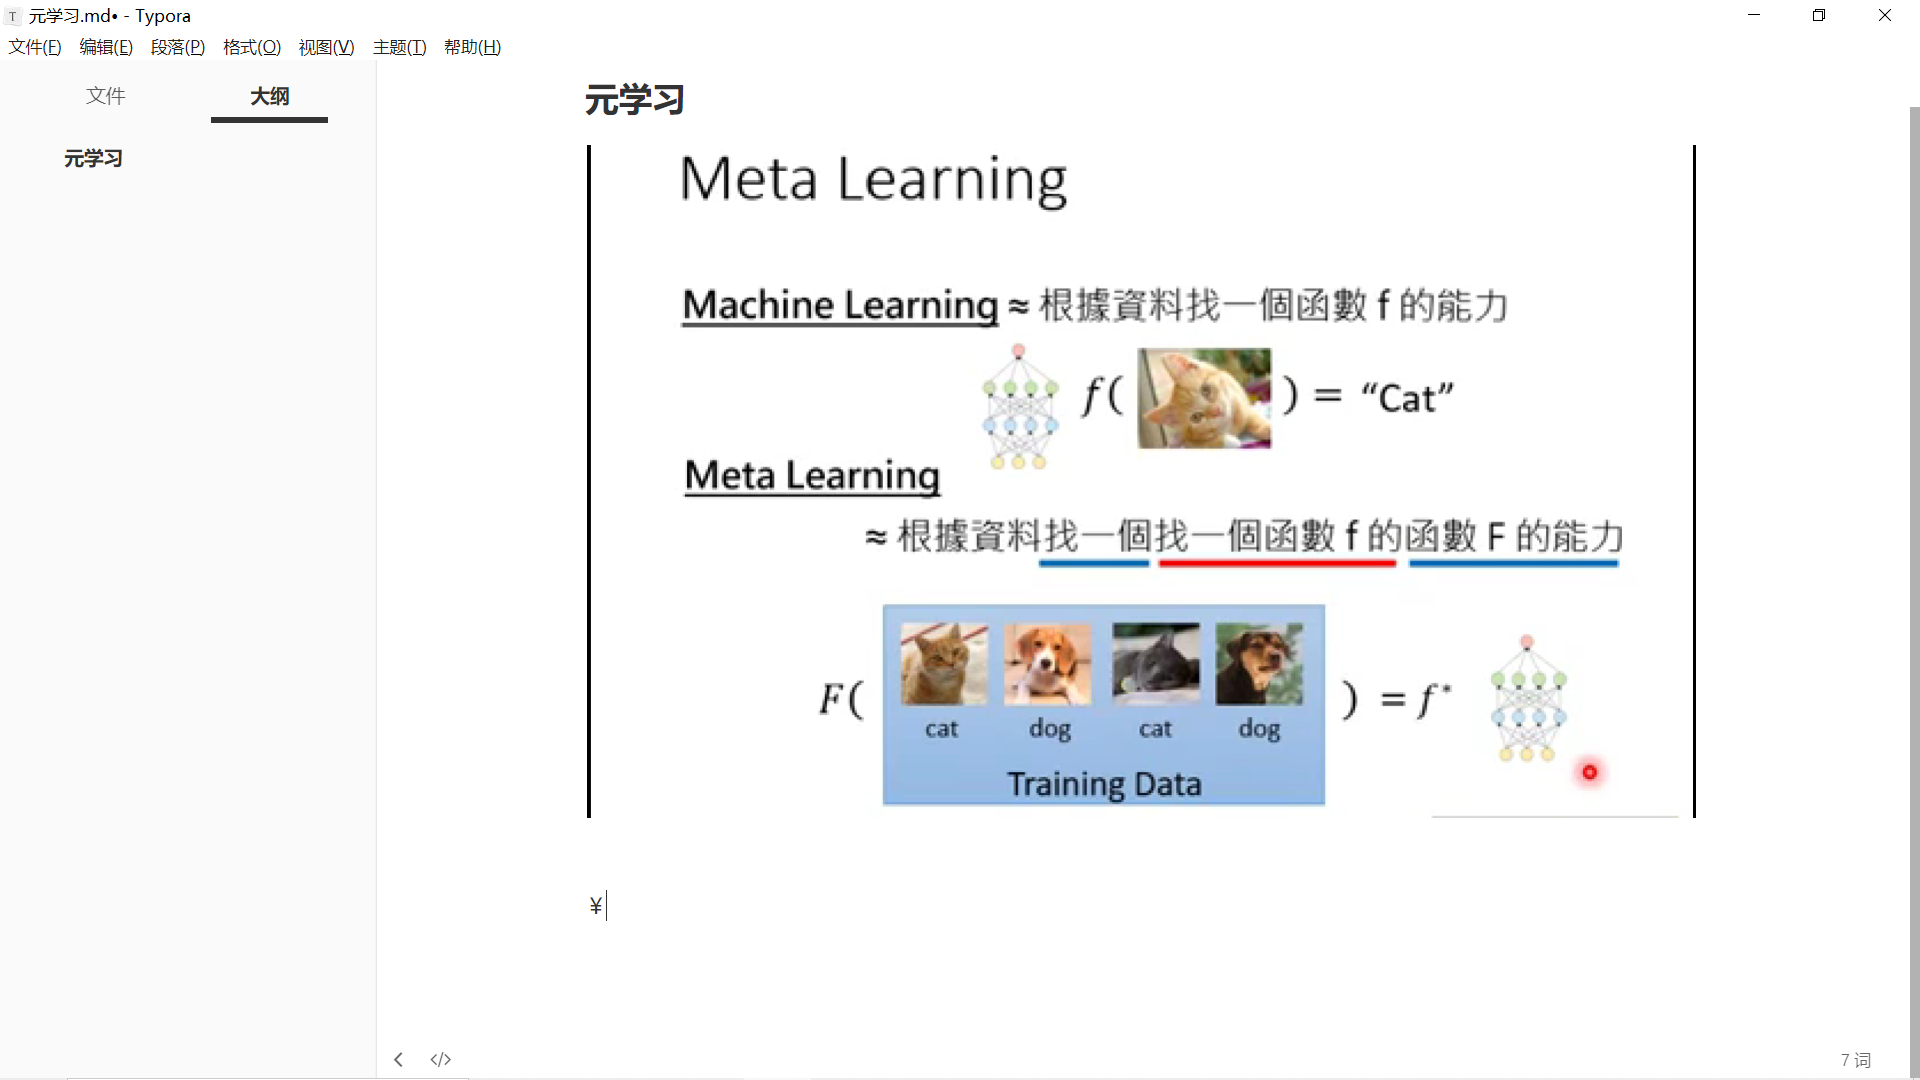 元学习.md• - Typora
文件(F) 编辑(E) 段落(P) 格式(O) 视图(V) 主题(T) 帮助(H)
文件 大纲
元学习
元学习
Meta Learning
Machine Learning ≈ 根據資料找一個函數 f 的能力
f( ) = “Cat”
Meta Learning
≈ 根據資料找一個找一個函數 f 的函數 F 的能力
F( ) = f*
cat dog cat dog
Training Data
¥
</> 7 词